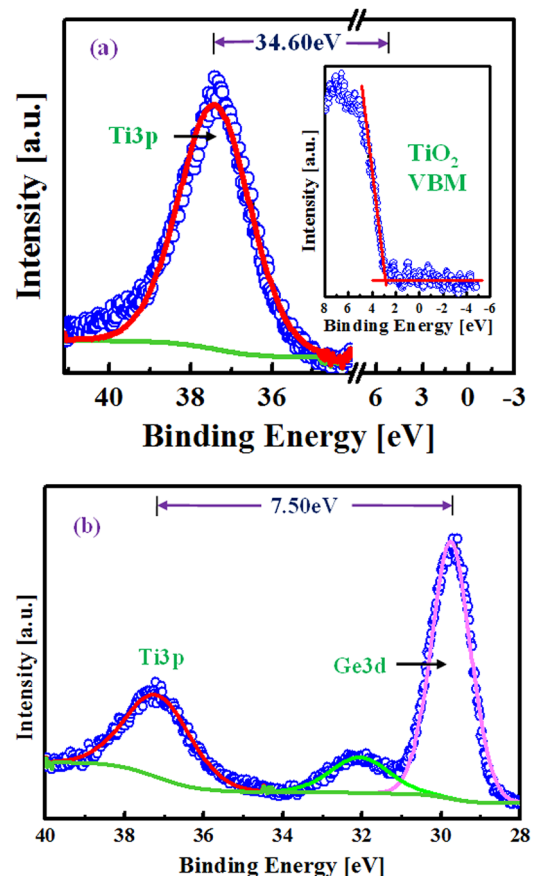 34.60eV
(a)
Ti3p
TiO2
VBM
Intensity [a.u.]
8 6 4 2 0 -2 -4 -6
Binding Energy [eV]
Intensity [a.u.]
40 38 36 6 3 0 -3
Binding Energy [eV]
7.50eV
(b)
Ti3p
Ge3d
Intensity [a.u.]
40 38 36 34 32 30 28
Binding Energy [eV]